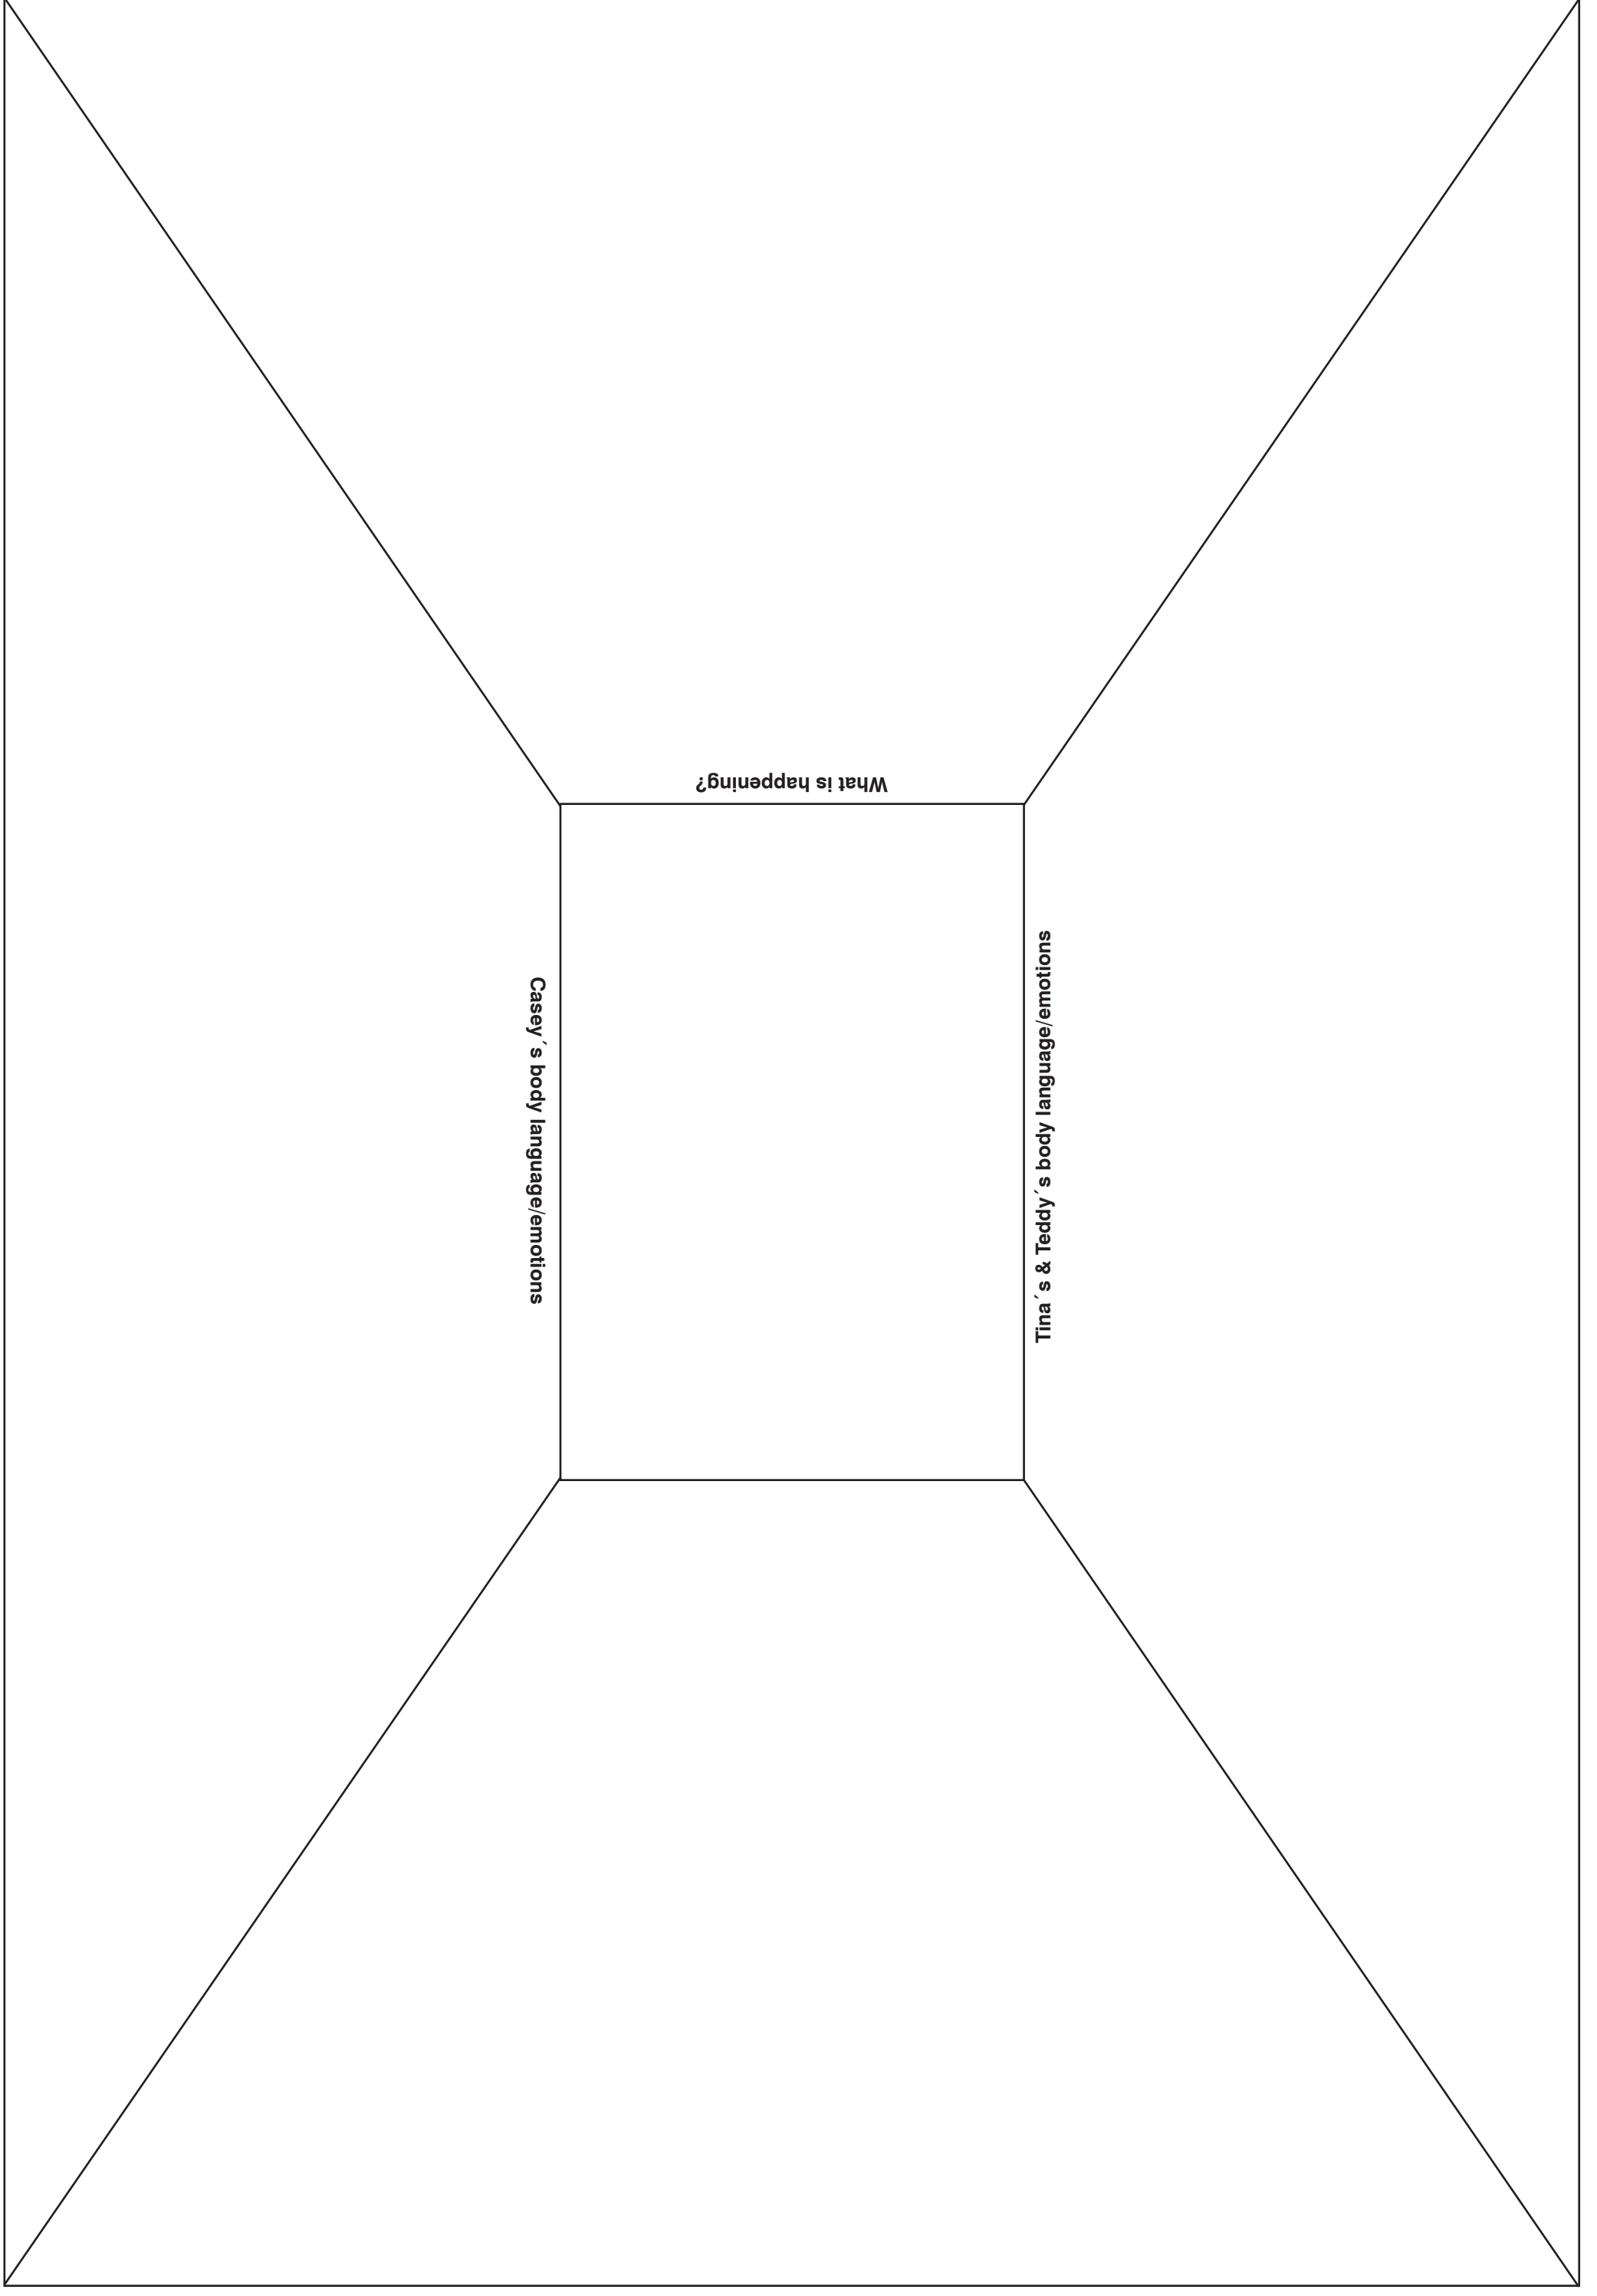 What is happening?
Casey´s body language/emotions
Tina´s & Teddy´s body language/emotions